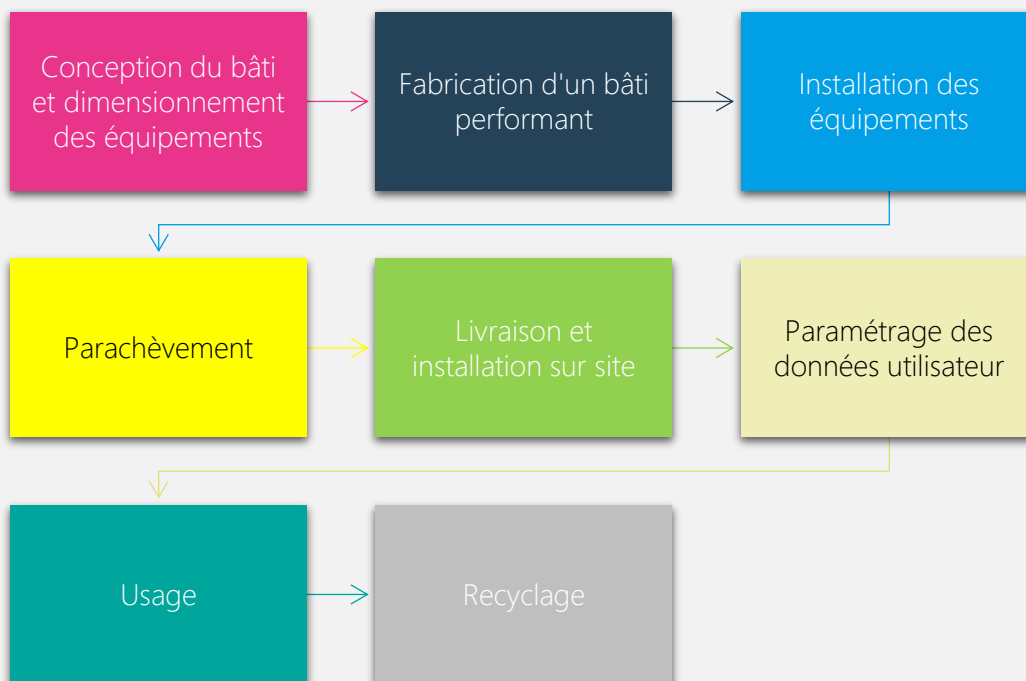 Conception du bâti
et dimensionnement
des équipements
Fabrication d'un bâti
performant
Installation des
équipements
Parachèvement
Livraison et
installation sur site
Paramétrage des
données utilisateur
Usage
Recyclage